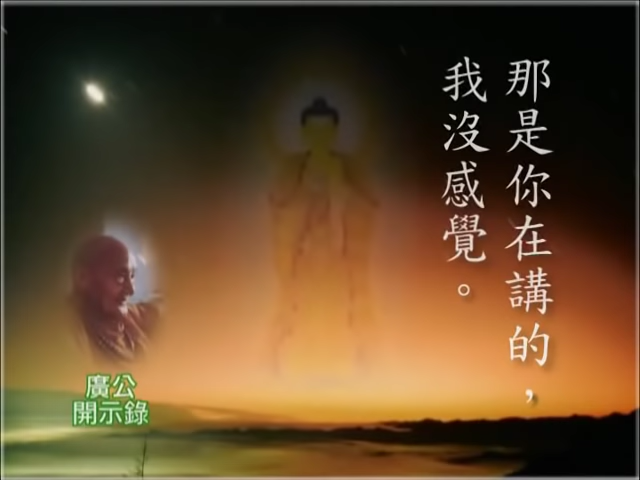 那是你在講的，
我沒感覺。
廣公
開示錄